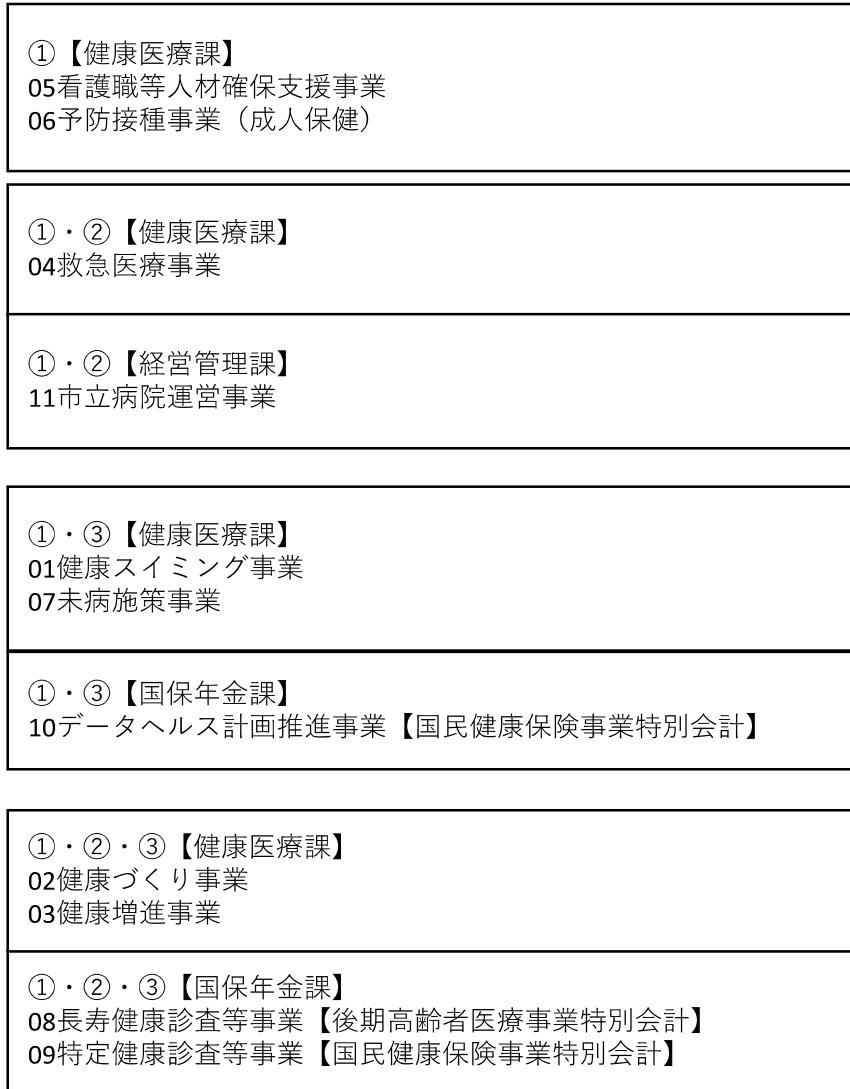 ①【健康医療課】
05看護職等人材確保支援事業
06予防接種事業（成人保健）
①・②【健康医療課】
04救急医療事業
①・②【経営管理課】
11市立病院運営事業
①・③【健康医療課】
01健康スイミング事業
07未病施策事業
①・③【国保年金課】
10データヘルス計画推進事業【国民健康保険事業特別会計】
①・②・③【健康医療課】
02健康づくり事業
03健康増進事業
①・②・③【国保年金課】
08長寿健康診査等事業【後期高齢者医療事業特別会計】
09特定健康診査等事業【国民健康保険事業特別会計】